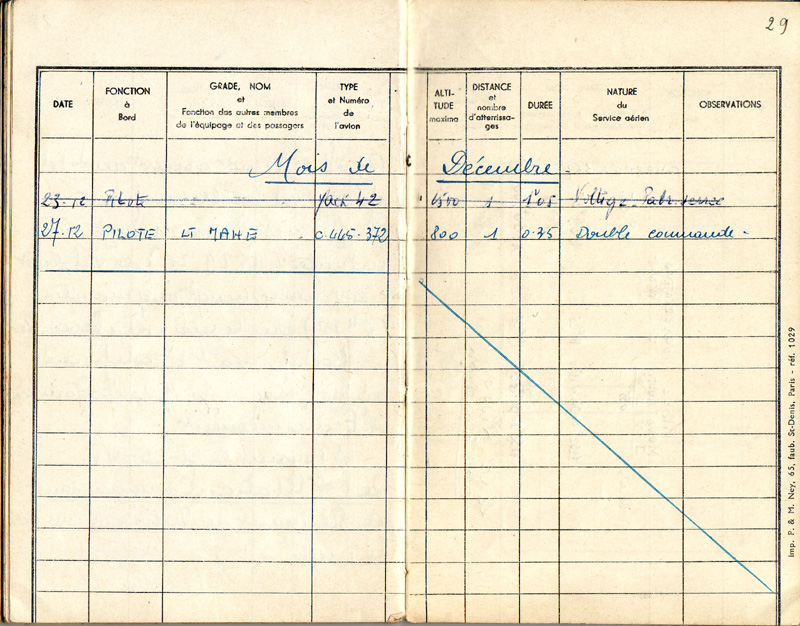 29
DATE FONCTION à Bord GRADE, NOM et Fonction des autres membres de l'équipage et des passagers TYPE et Numéro de l'avion ALTI-TUDE maxima DISTANCE et nombre d'atterrissa-ges DURÉE NATURE du Service aérien OBSERVATIONS
Mois de Décembre.
23.12 Pilote Yack 42 1 1h05 Voltige
27.12 PILOTE LT MAHE C.445.372 800 1 0.35 Double commande.
Imp. P. & M. Ney, 63, faub. St-Denis, Paris - réf. 1029